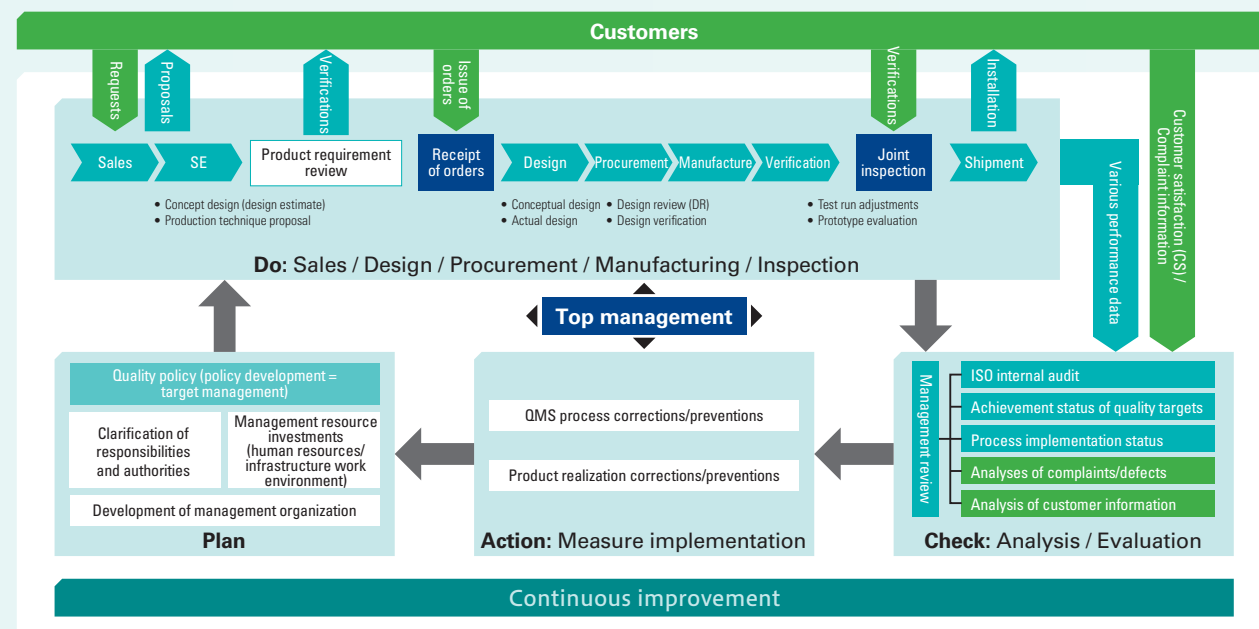 Customers
Requests
Proposals
Verifications
Issue of
orders
Verifications
Installation
Customer satisfaction (CS) /
Complaint information
Various performance data
Sales
SE
Product requirement
review
Receipt
of orders
Design
Procurement
Manufacture
Verification
Joint
inspection
Shipment
• Concept design (design estimate)
• Production technique proposal
• Conceptual design
• Actual design
• Design review (DR)
• Design verification
• Test run adjustments
• Prototype evaluation
Do: Sales / Design / Procurement / Manufacturing / Inspection
Top management
Quality policy (policy development =
target management)
Clarification of
responsibilities
and authorities
Management resource
investments
(human resources/
infrastructure work
environment)
Development of management organization
Plan
QMS process corrections/preventions
Product realization corrections/preventions
Action: Measure implementation
Management review
ISO internal audit
Achievement status of quality targets
Process implementation status
Analyses of complaints/defects
Analysis of customer information
Check: Analysis / Evaluation
Continuous improvement